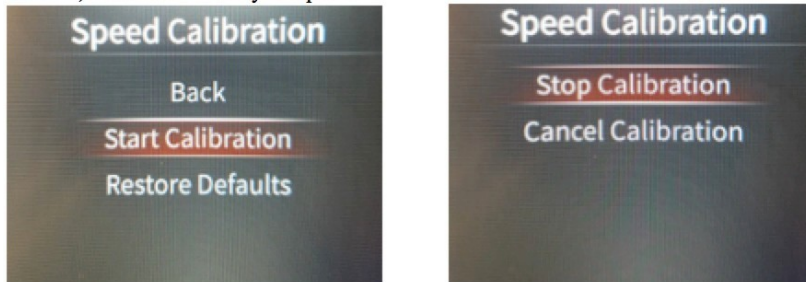 Speed Calibration
Back
Start Calibration
Restore Defaults
Speed Calibration
Stop Calibration
Cancel Calibration